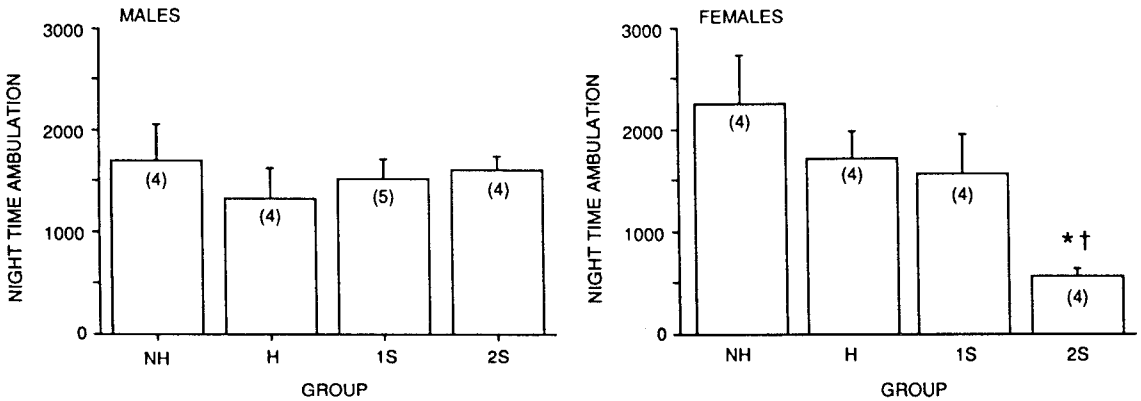 MALES
NIGHT TIME AMBULATION
3000
2000
1000
0
(4)
(4)
(5)
(4)
NH H 1S 2S
GROUP
FEMALES
NIGHT TIME AMBULATION
3000
2000
1000
0
(4)
(4)
(4)
* †
(4)
NH H 1S 2S
GROUP